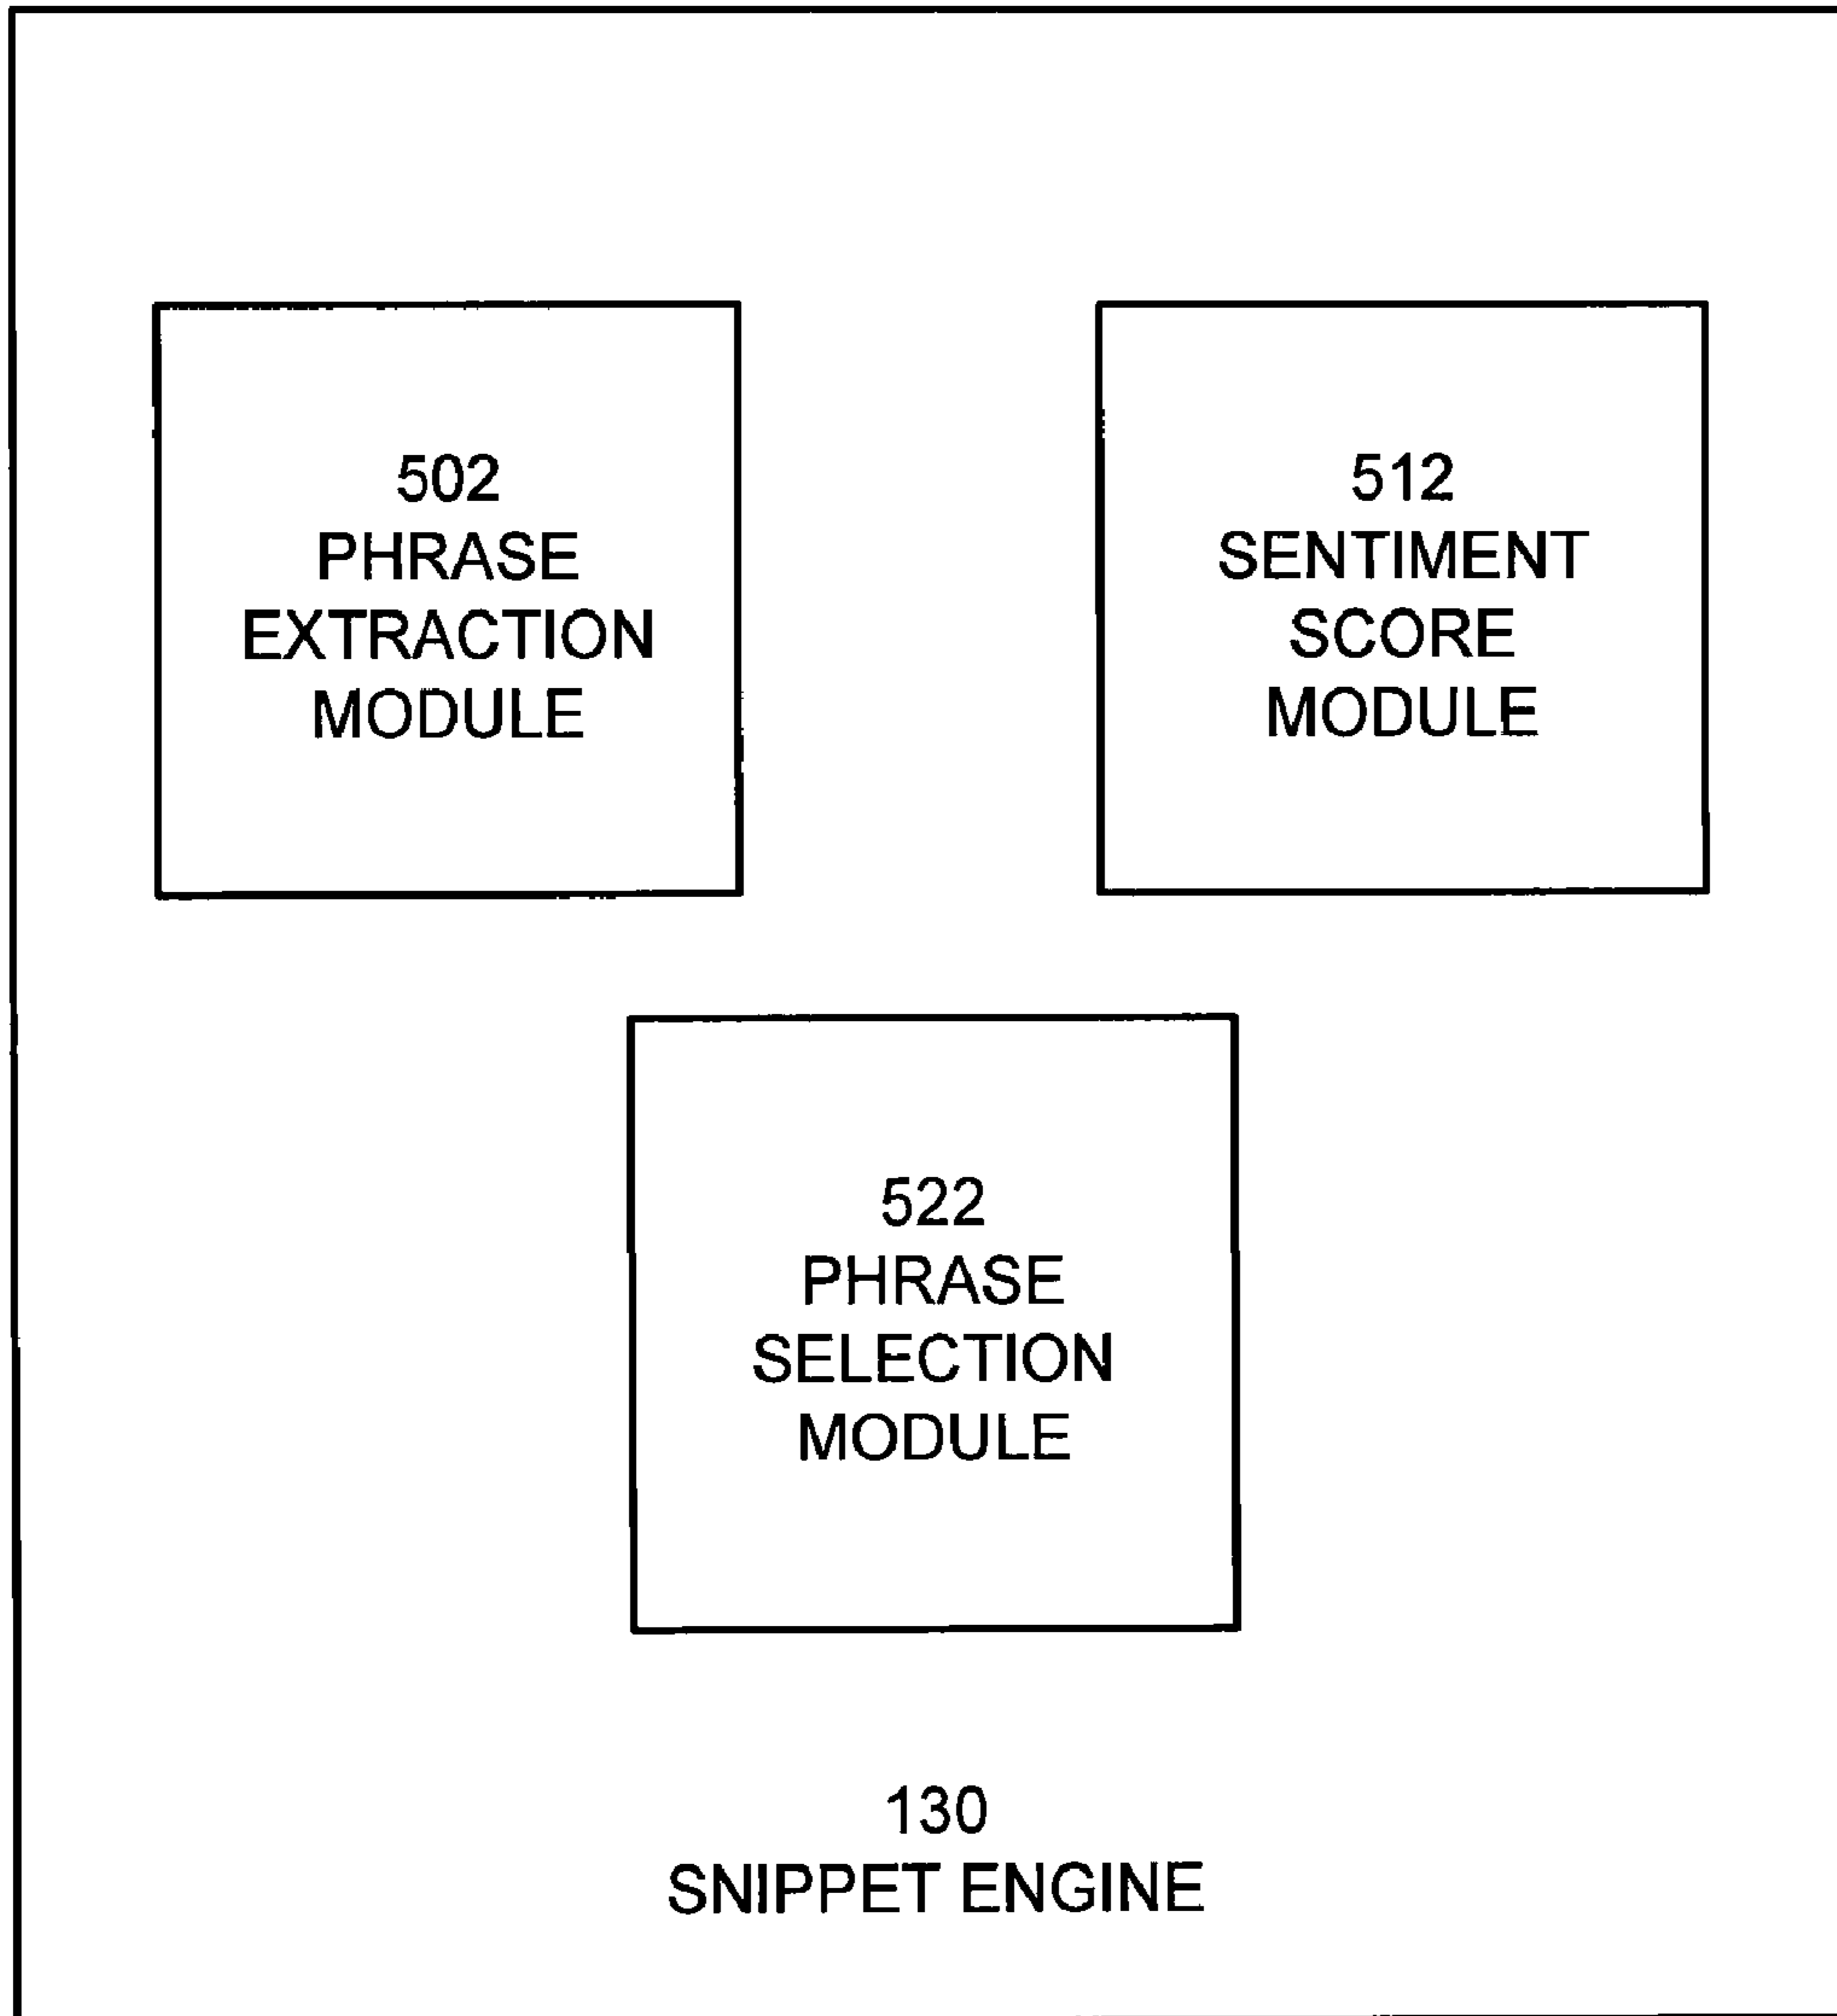 502
PHRASE
EXTRACTION
MODULE
512
SENTIMENT
SCORE
MODULE
522
PHRASE
SELECTION
MODULE
130
SNIPPET ENGINE